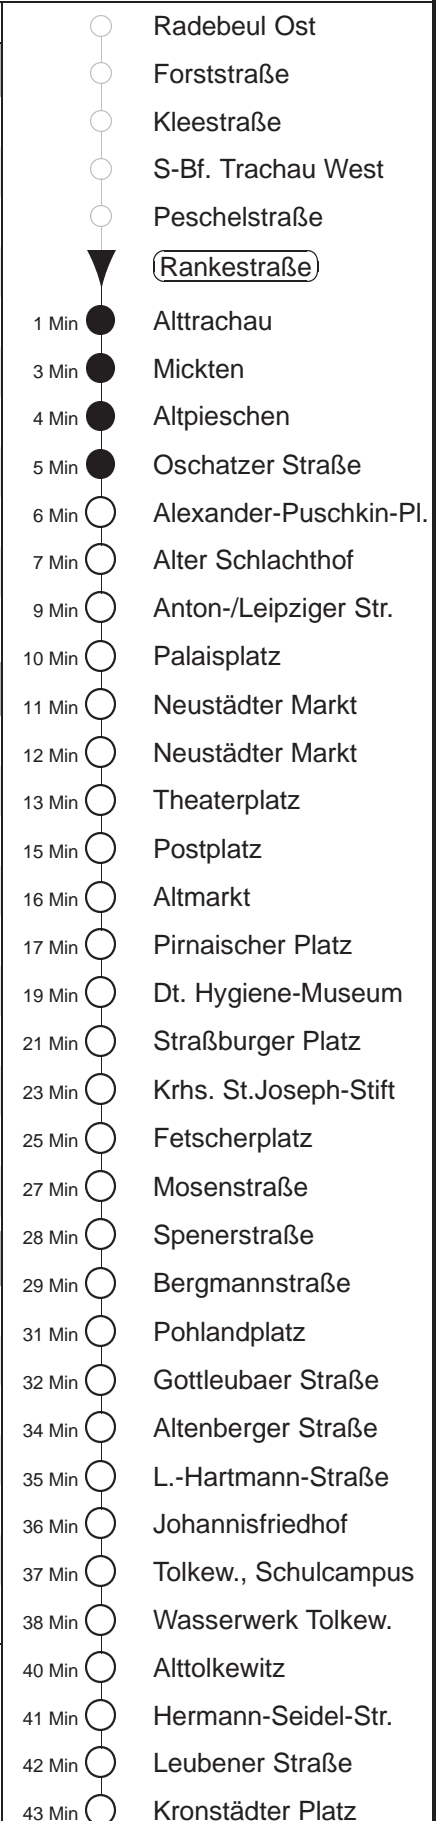 Radebeul Ost
Forststraße
Kleestraße
S-Bf. Trachau West
Peschelstraße
Rankestraße
1 Min Alttrachau
3 Min Mickten
4 Min Altpieschen
5 Min Oschatzer Straße
6 Min Alexander-Puschkin-Pl.
7 Min Alter Schlachthof
9 Min Anton-/Leipziger Str.
10 Min Palaisplatz
11 Min Neustädter Markt
12 Min Neustädter Markt
13 Min Theaterplatz
15 Min Postplatz
16 Min Altmarkt
17 Min Pirnaischer Platz
19 Min Dt. Hygiene-Museum
21 Min Straßburger Platz
23 Min Krhs. St.Joseph-Stift
25 Min Fetscherplatz
27 Min Mosenstraße
28 Min Spenerstraße
29 Min Bergmannstraße
31 Min Pohlandplatz
32 Min Gottleubaer Straße
34 Min Altenberger Straße
35 Min L.-Hartmann-Straße
36 Min Johannisfriedhof
37 Min Tolkew., Schulcampus
38 Min Wasserwerk Tolkew.
40 Min Alttolkewitz
41 Min Hermann-Seidel-Str.
42 Min Leubener Straße
43 Min Kronstädter Platz